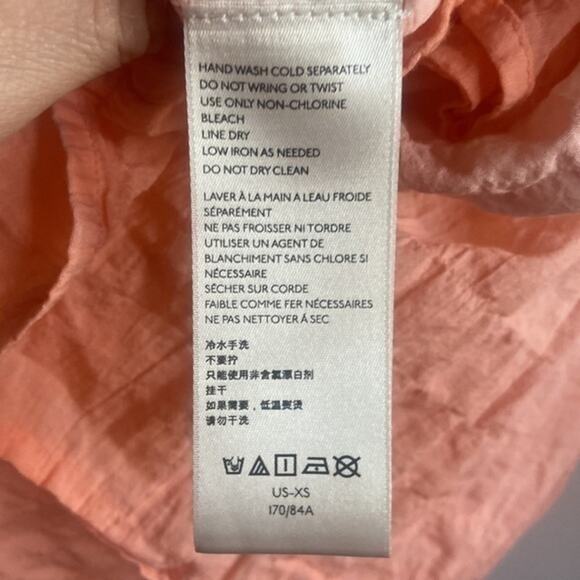 HAND WASH COLD SEPARATELY
DO NOT WRING OR TWIST
USE ONLY NON-CHLORINE
BLEACH
LINE DRY
LOW IRON AS NEEDED
DO NOT DRY CLEAN
LAVER À LA MAIN A LEAU FROIDE
SÉPARÉMENT
NE PAS FROISSER NI TORDRE
UTILISER UN AGENT DE
BLANCHIMENT SANS CHLORE SI
NÉCESSAIRE
SÉCHER SUR CORDE
FAIBLE COMME FER NÉCESSAIRES
NE PAS NETTOYER À SEC
冷水手洗
不要拧
只能使用非含氯漂白剂
挂干
如果需要，低温熨烫
请勿干洗
US-XS
170/84A